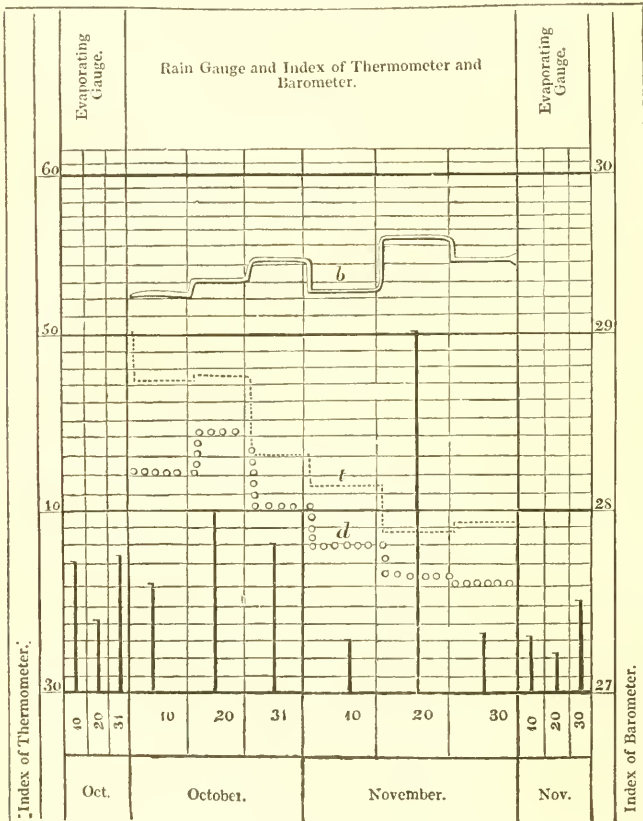 Evaporating
Gauge.
Rain Gauge and Index of Thermometer and
Barometer.
Evaporating
Gauge.
60
30
b
50
29
t
10
28
d
30
27
Index of Thermometer.
Index of Barometer.
10
20
31
10
20
31
10
20
30
10
20
30
Oct.
October.
November.
Nov.